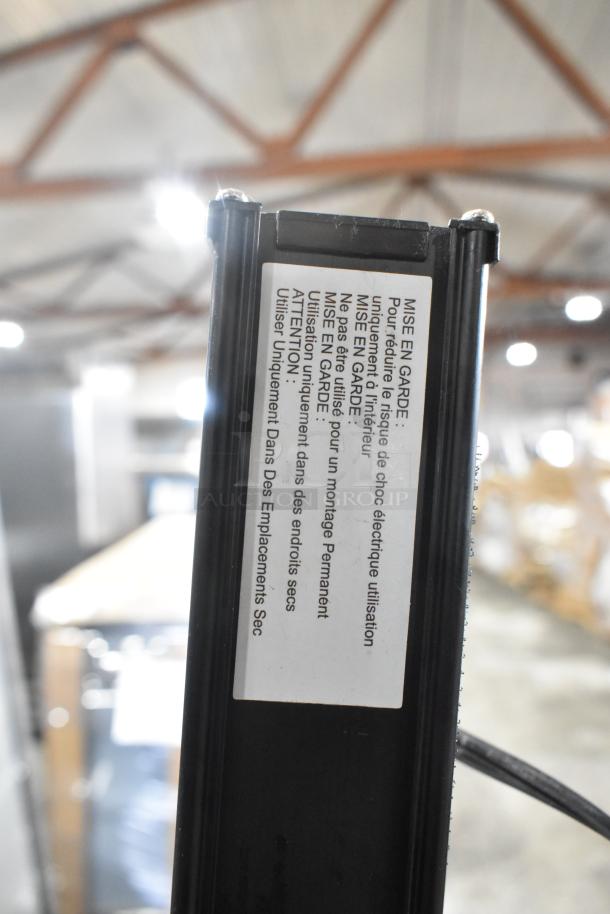 MISE EN GARDE :
Pour réduire le risque de choc électrique utilisation
uniquement à l'intérieur
MISE EN GARDE :
Ne pas être utilisé pour un montage Permanent
MISE EN GARDE :
Utilisation uniquement dans des endroits secs
ATTENTION :
Utiliser Uniquement Dans Des Emplacements Sec
AUCTION GROUP